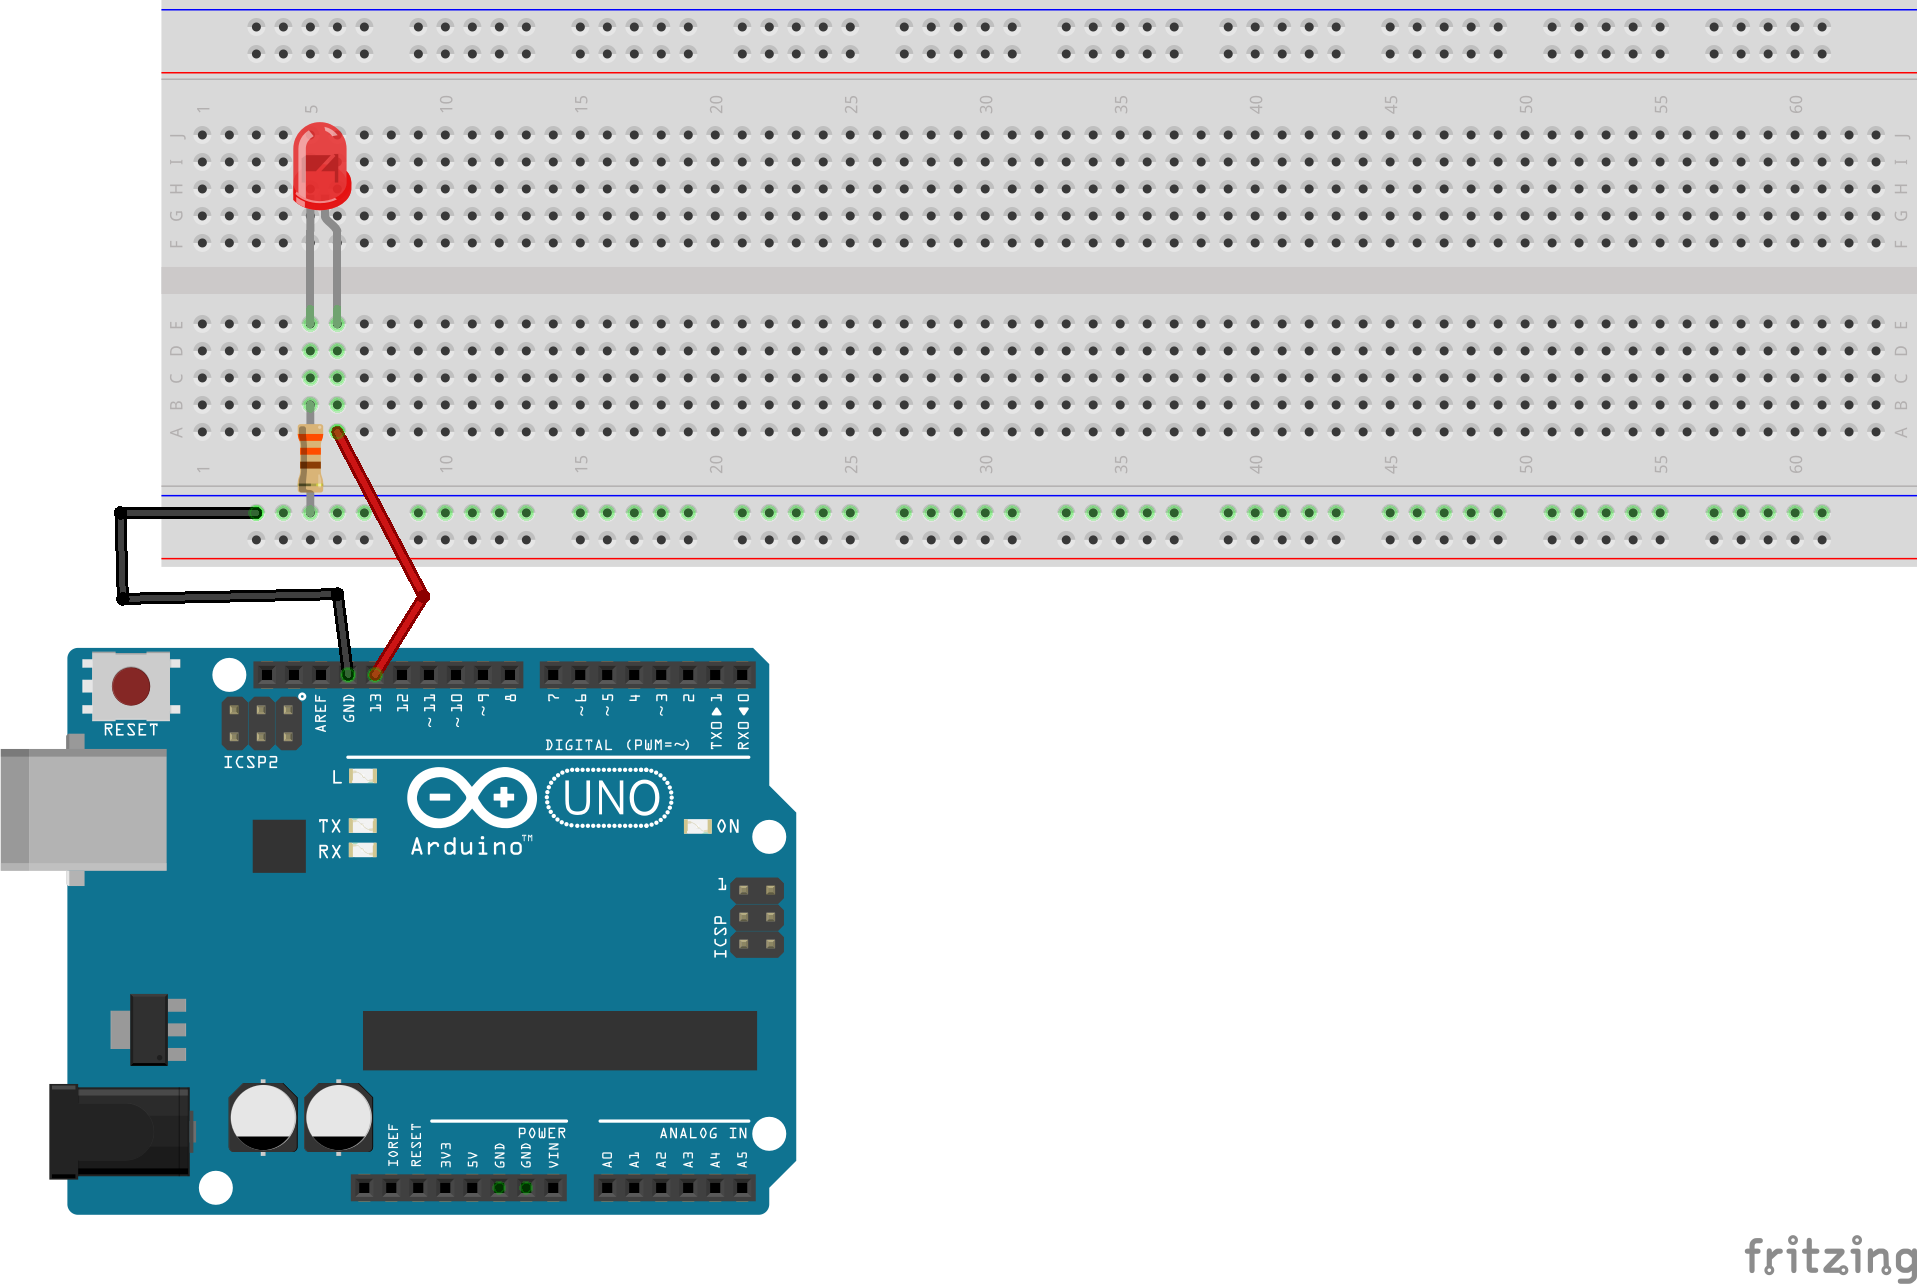 1 5 10 15 20 25 30 35 40 45 50 55 60
J J
I I
H H
G G
F F
E E
D D
C C
B B
A A
1 10 15 20 25 30 35 40 45 50 55 60
RESET
ICSP2
AREF GND 13 12 ~11 ~10 ~9 8 7 ~6 ~5 4 ~3 2 TX0▶1 RX0◀0
DIGITAL (PWM=~)
L
TX
RX
UNO
Arduino™
ON
1
ICSP
POWER
ANALOG IN
IOREF RESET 3V3 5V GND GND VIN A0 A1 A2 A3 A4 A5
fritzing